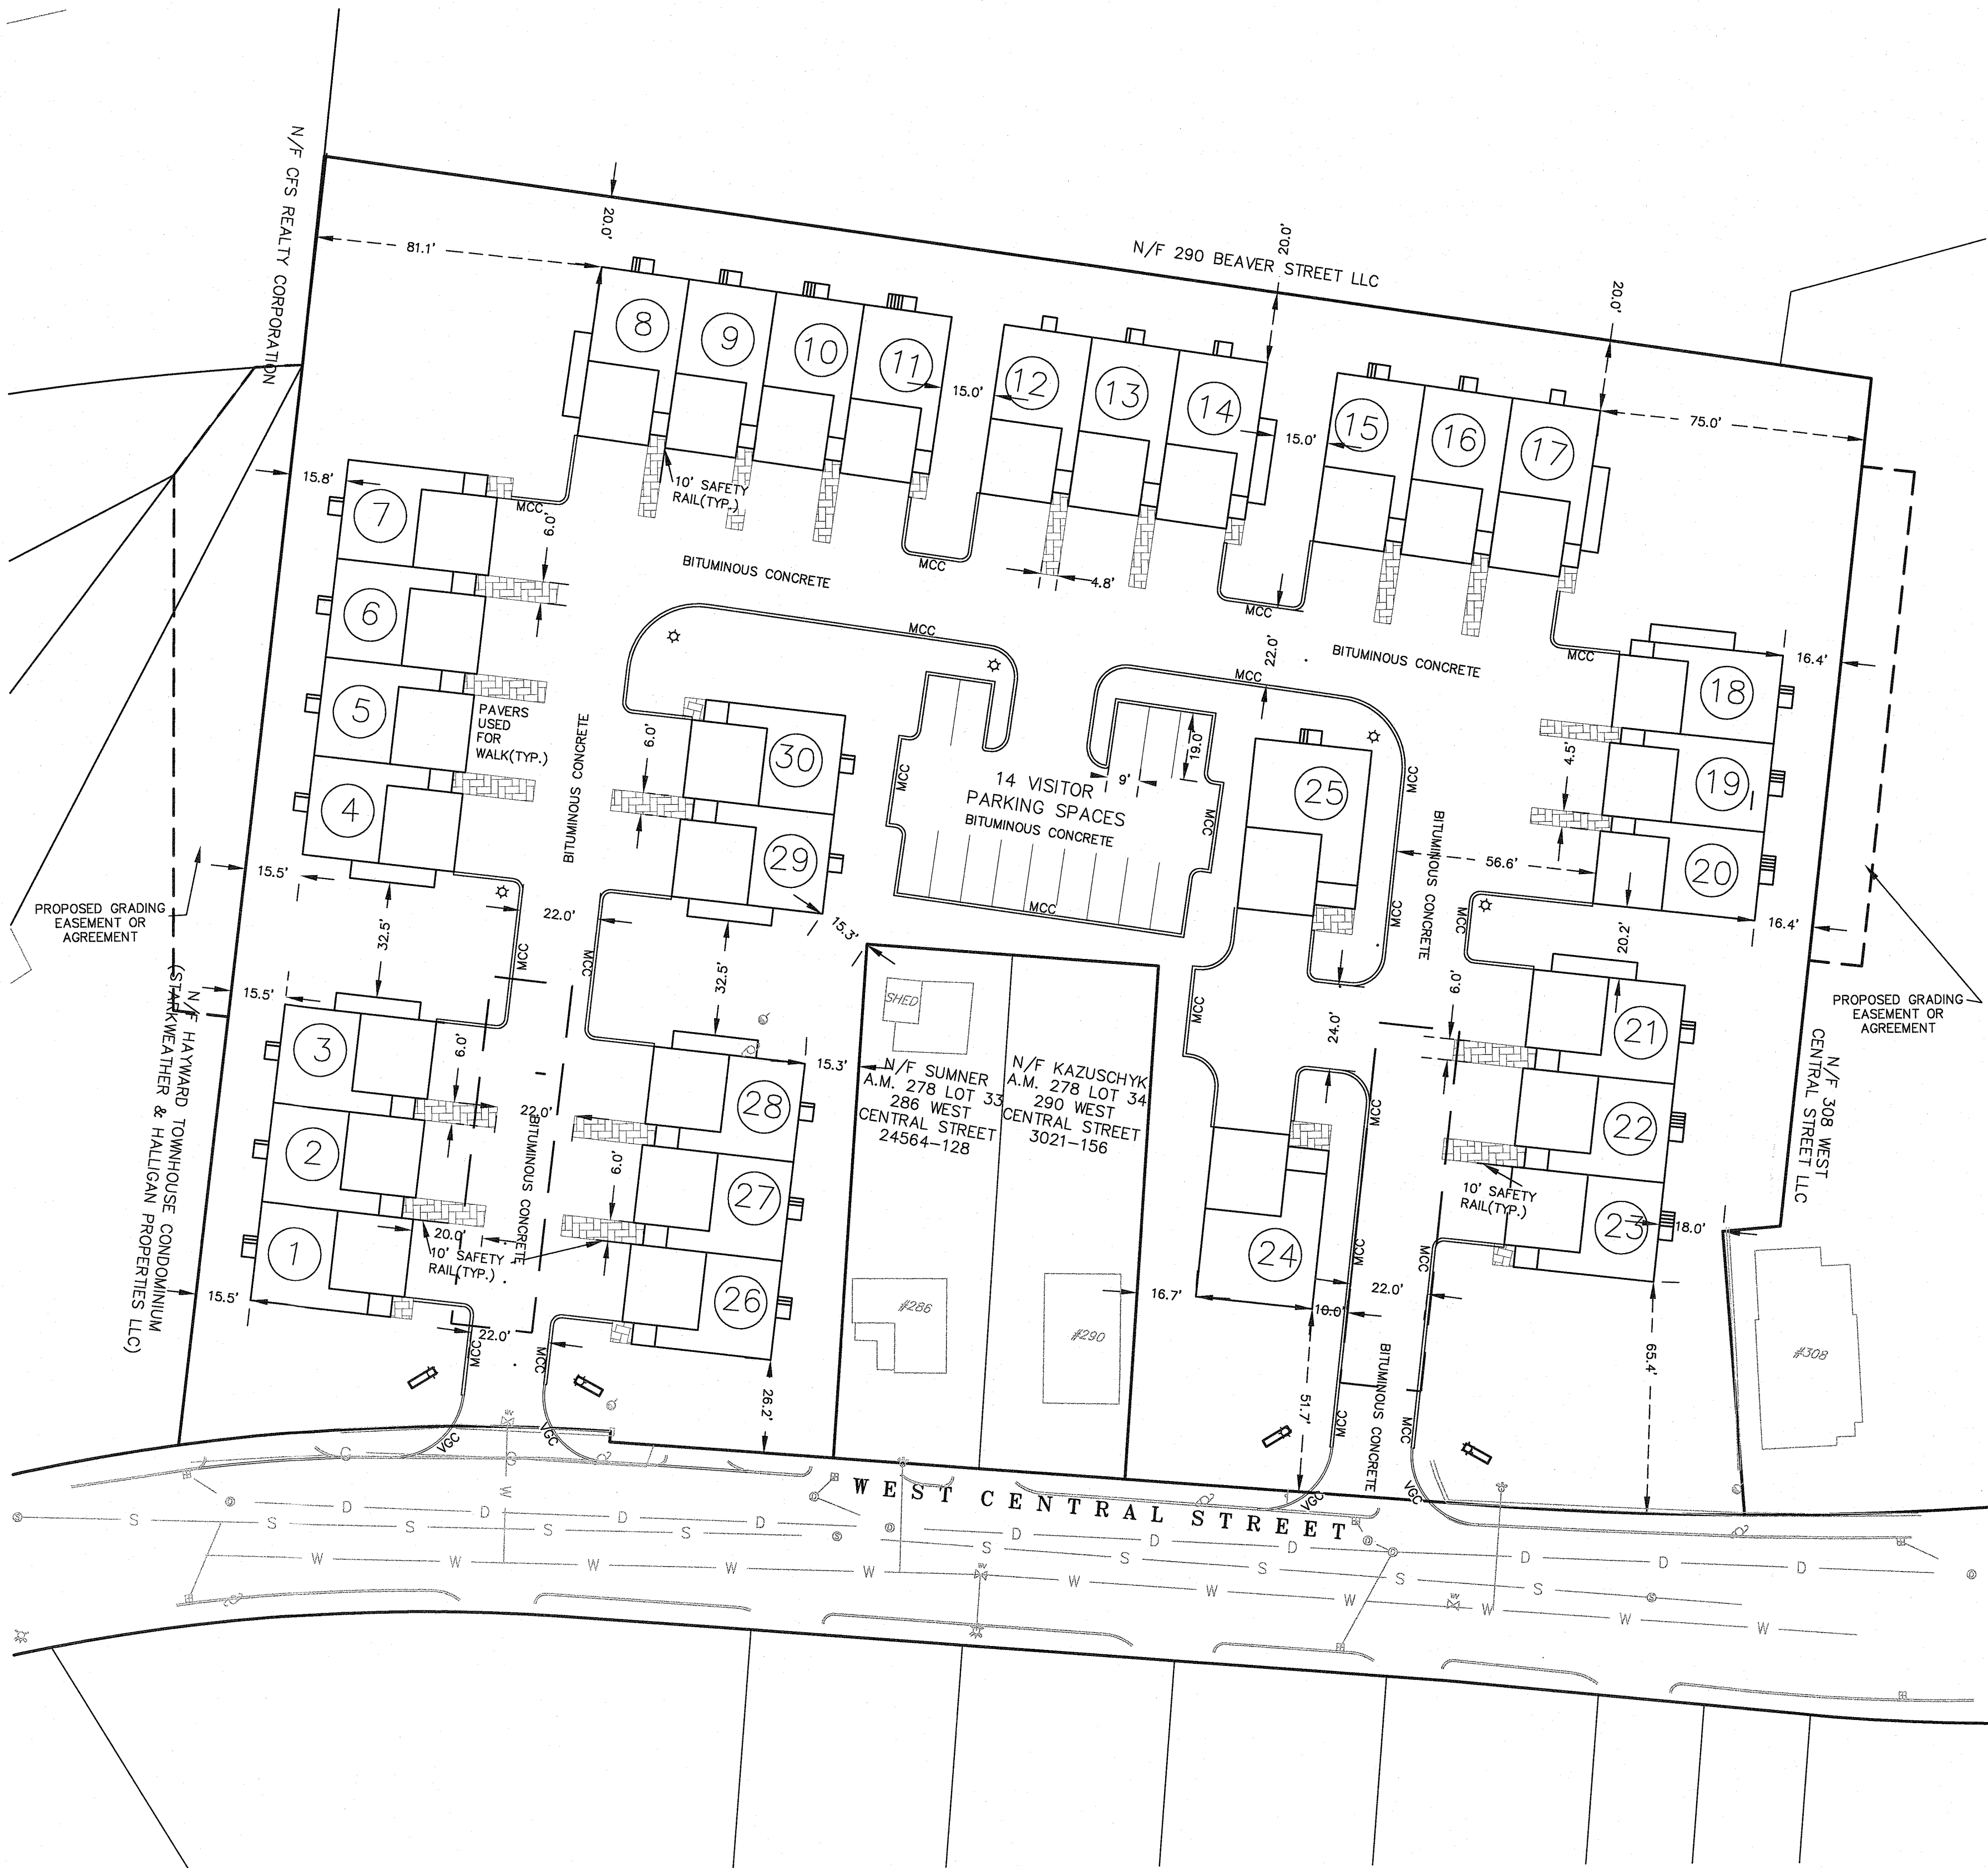 N/F CFS REALTY CORPORATION
N/F 290 BEAVER STREET LLC
20.0'
20.0'
20.0'
81.1'
75.0'
8
9
10
11
12
13
14
15
16
17
15.0'
15.0'
10' SAFETY
RAIL(TYP.)
15.8'
7
6
5
4
MCC
6.0'
BITUMINOUS CONCRETE
MCC
4.8'
MCC
22.0'
BITUMINOUS CONCRETE
MCC
MCC
MCC
16.4'
18
19
20
4.5'
PAVERS
USED
FOR
WALK(TYP.)
BITUMINOUS CONCRETE
6.0'
30
29
MCC
14 VISITOR
PARKING SPACES
BITUMINOUS CONCRETE
9'
19.0'
MCC
MCC
25
MCC
MCC
BITUMINOUS CONCRETE
56.6'
16.4'
PROPOSED GRADING
EASEMENT OR
AGREEMENT
15.5'
32.5'
22.0'
MCC
MCC
32.5'
15.3'
MCC
20.2'
PROPOSED GRADING
EASEMENT OR
AGREEMENT
15.5'
N/F HAYWARD TOWNHOUSE CONDOMINIUM
(STARKWEATHER & HALLIGAN PROPERTIES LLC)
3
2
1
6.0'
22.0'
BITUMINOUS CONCRETE
20.0'
10' SAFETY
RAIL(TYP.)
15.5'
22.0'
MCC
MCC
6.0'
28
27
26
15.3'
26.2'
SHED
N/F SUMNER
A.M. 278 LOT 33
286 WEST
CENTRAL STREET
24564-128
N/F KAZUSCHYK
A.M. 278 LOT 34
290 WEST
CENTRAL STREET
3021-156
#286
#290
MCC
24.0'
6.0'
MCC
24
16.7'
10.0'
MCC
22.0'
MCC
21
22
23
10' SAFETY
RAIL(TYP.)
18.0'
N/F 308 WEST
CENTRAL STREET LLC
#308
65.4'
51.7'
MCC
BITUMINOUS CONCRETE
MCC
VGC
VGC
VGC
VGC
WEST CENTRAL STREET
G
G
W
D D D D D D D D D
S S S S S S S S S
W W W W W W W W W W W
WV
WV
WV